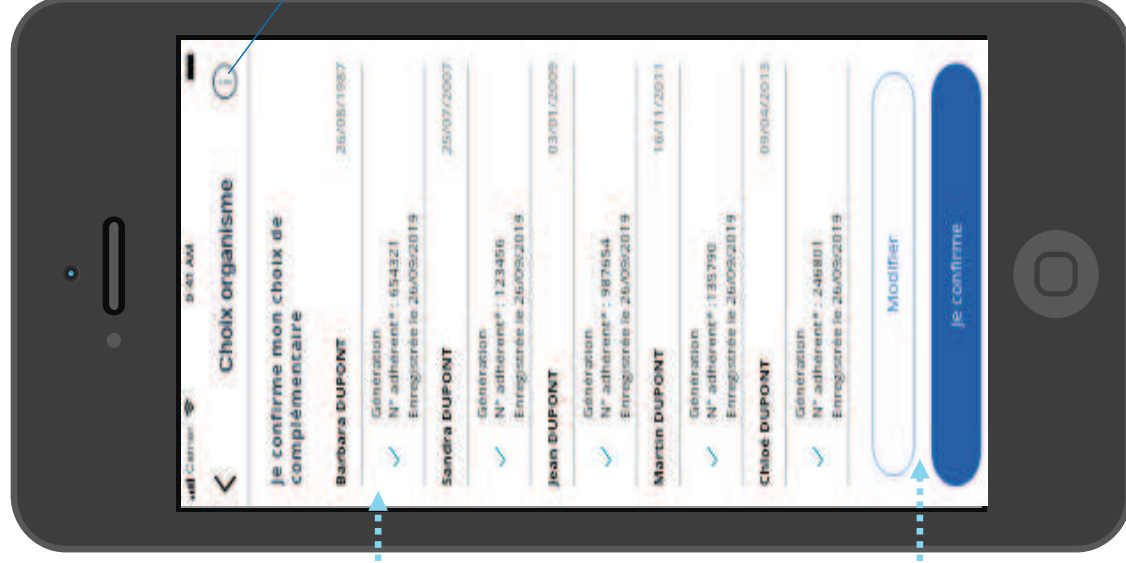 Carrier 9:41 AM
Choix organisme
Je confirme mon choix de
complémentaire
Barbara DUPONT 26/08/1987
Génération
N° adhérent* : 654321
Enregistrée le 26/09/2019
Sandra DUPONT 25/07/2007
Génération
N° adhérent* : 123456
Enregistrée le 26/09/2019
Jean DUPONT 03/01/2009
Génération
N° adhérent* : 987654
Enregistrée le 26/09/2019
Martin DUPONT 16/11/2011
Génération
N° adhérent* :135790
Enregistrée le 26/09/2019
Chloé DUPONT 09/04/2013
Génération
N° adhérent* : 246801
Enregistrée le 26/09/2019
Modifier
Je confirme